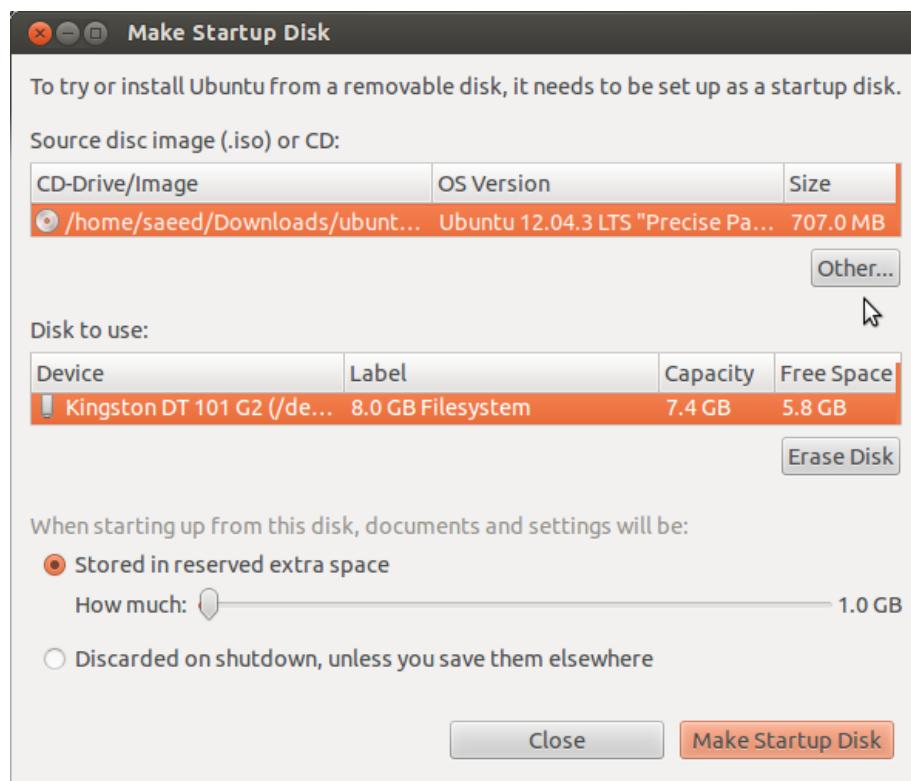 Make Startup Disk
To try or install Ubuntu from a removable disk, it needs to be set up as a startup disk.
Source disc image (.iso) or CD:
CD-Drive/Image OS Version Size
/home/saeed/Downloads/ubunt... Ubuntu 12.04.3 LTS "Precise Pa... 707.0 MB
Other...
Disk to use:
Device Label Capacity Free Space
Kingston DT 101 G2 (/de... 8.0 GB Filesystem 7.4 GB 5.8 GB
Erase Disk
When starting up from this disk, documents and settings will be:
Stored in reserved extra space
How much: 1.0 GB
Discarded on shutdown, unless you save them elsewhere
Close Make Startup Disk